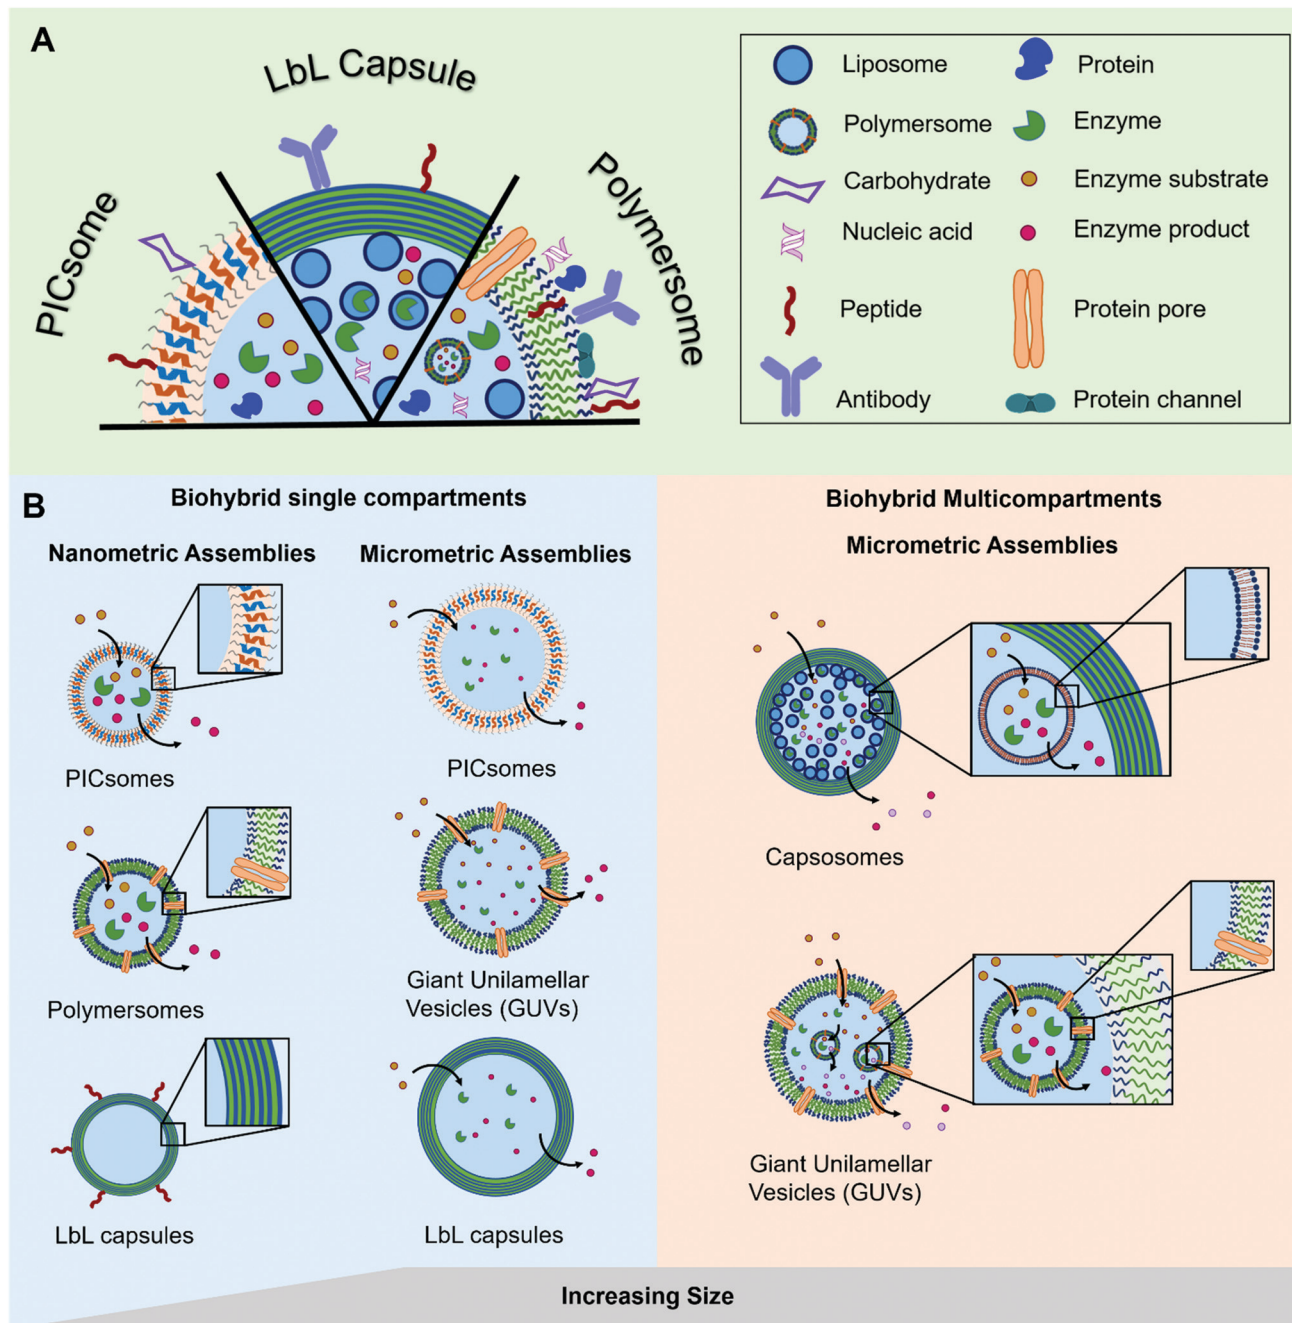 A
LbL Capsule
PICsome
Polymersome
Liposome
Protein
Polymersome
Enzyme
Carbohydrate
Enzyme substrate
Nucleic acid
Enzyme product
Peptide
Protein pore
Antibody
Protein channel
B
Biohybrid single compartments
Nanometric Assemblies
Micrometric Assemblies
PICsomes
PICsomes
Polymersomes
Giant Unilamellar
Vesicles (GUVs)
LbL capsules
LbL capsules
Biohybrid Multicompartments
Micrometric Assemblies
Capsosomes
Giant Unilamellar
Vesicles (GUVs)
Increasing Size